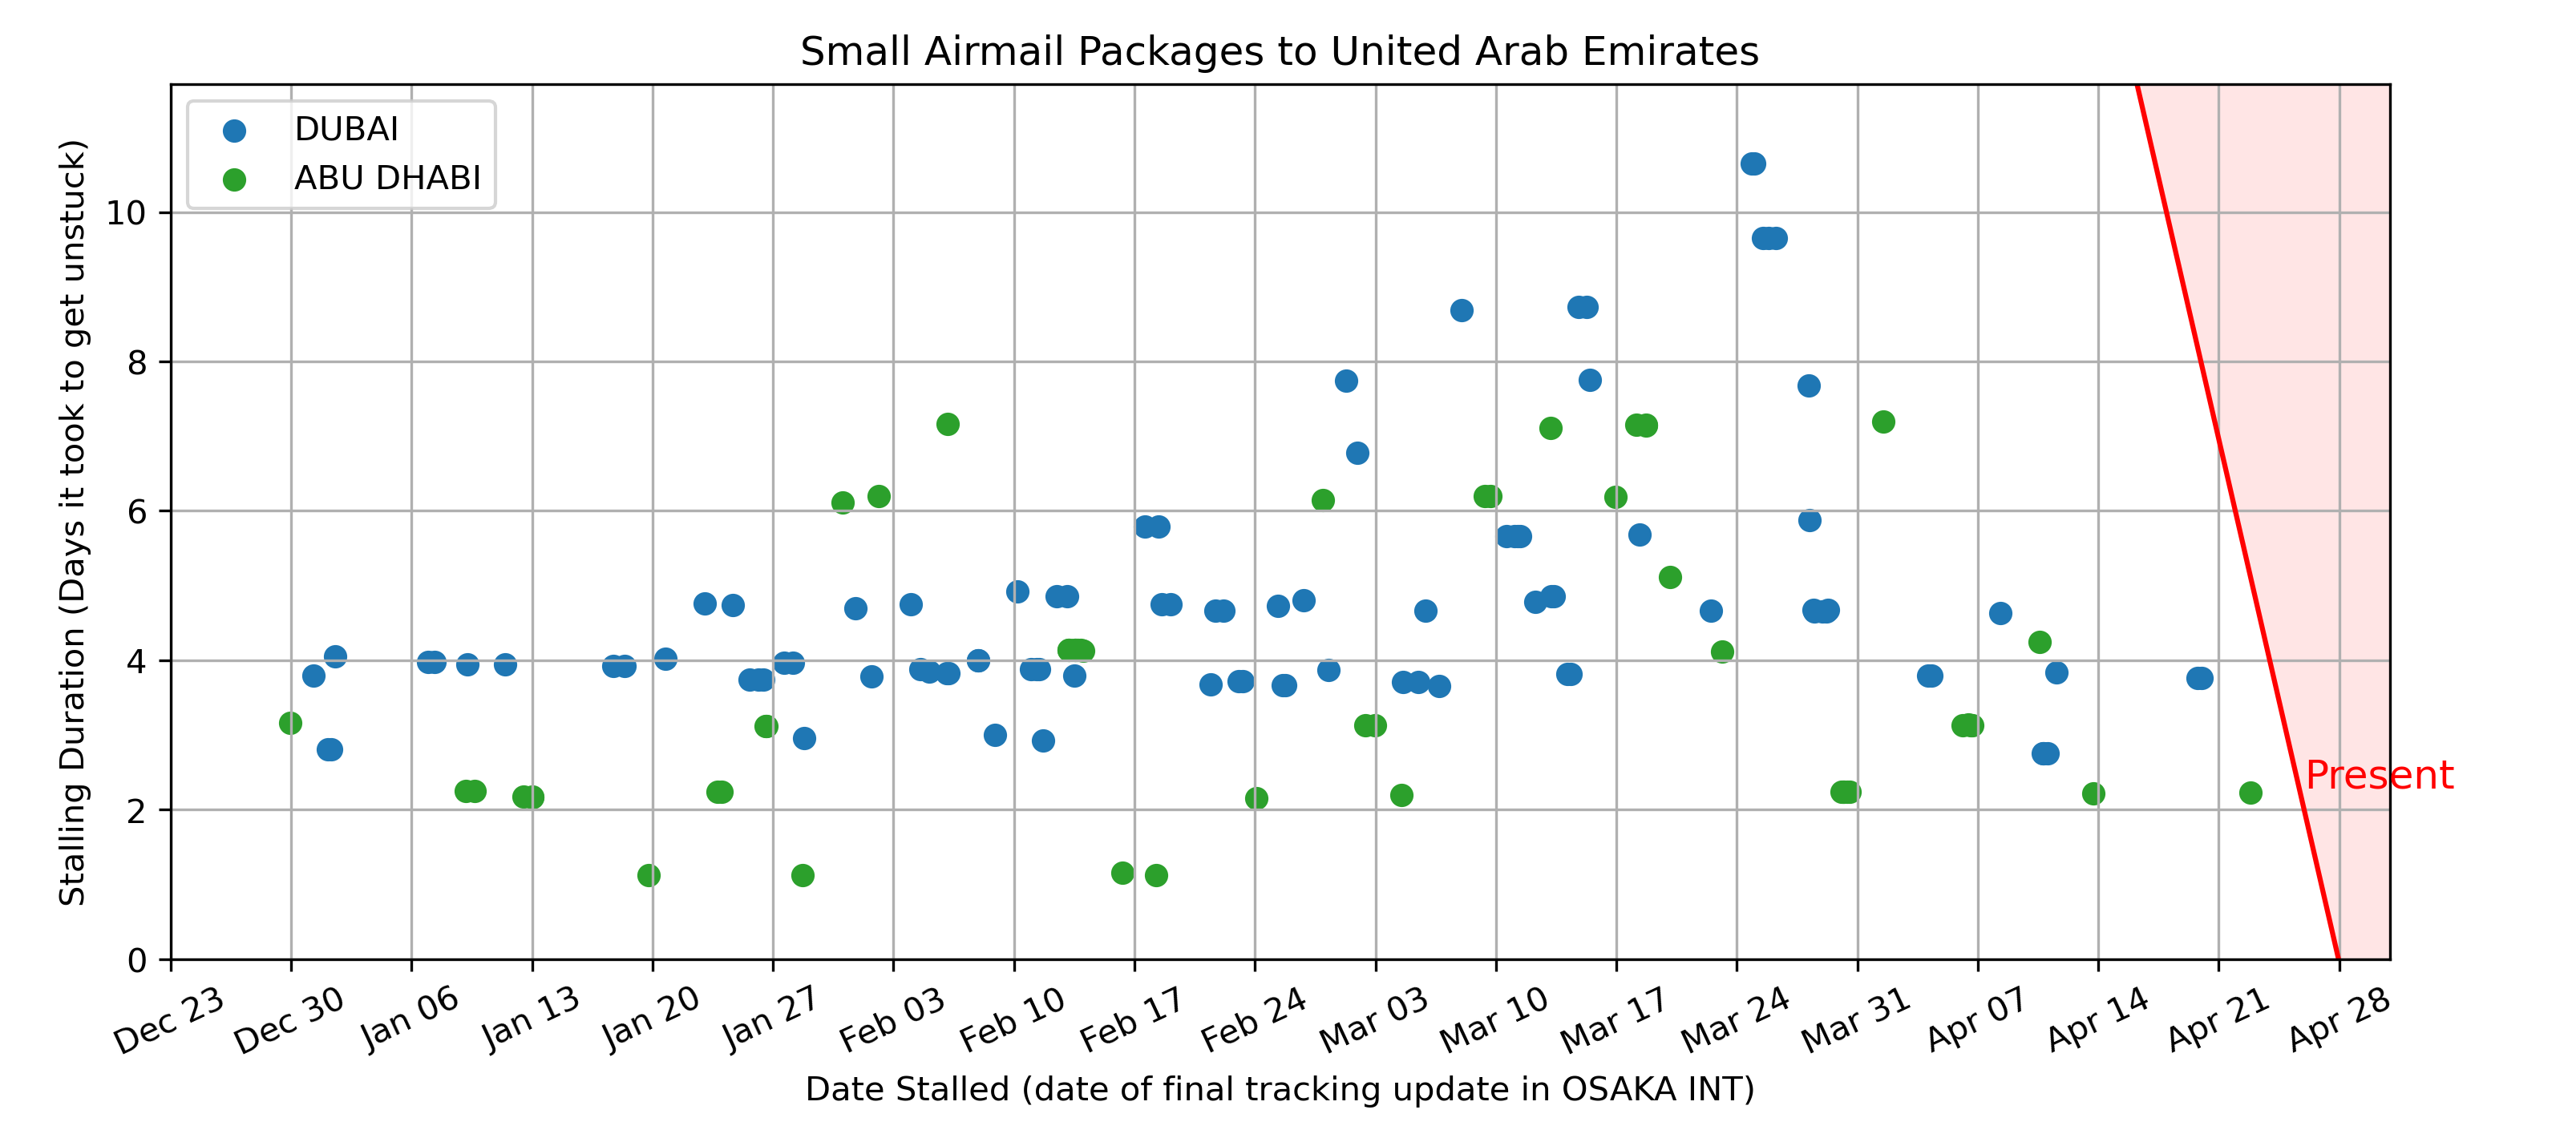 Small Airmail Packages to United Arab Emirates
DUBAI
ABU DHABI
Stalling Duration (Days it took to get unstuck)
10
8
6
4
2
0
Present
Dec 23
Dec 30
Jan 06
Jan 13
Jan 20
Jan 27
Feb 03
Feb 10
Feb 17
Feb 24
Mar 03
Mar 10
Mar 17
Mar 24
Mar 31
Apr 07
Apr 14
Apr 21
Apr 28
Date Stalled (date of final tracking update in OSAKA INT)